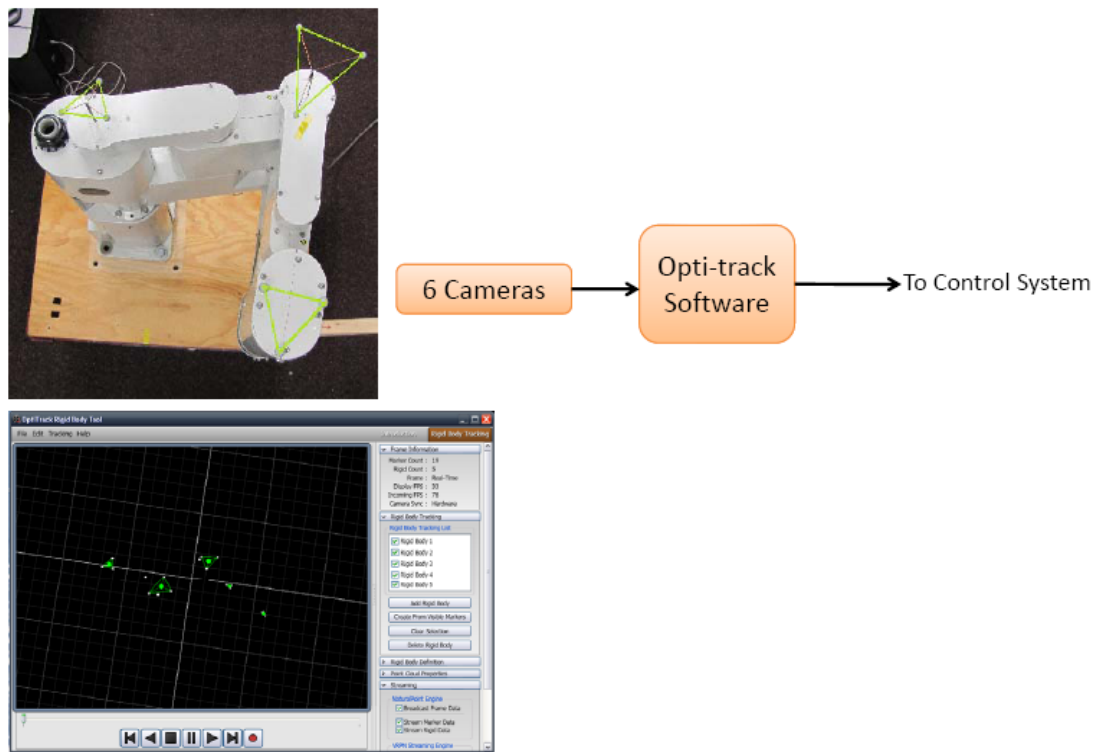 6 Cameras
Opti-track
Software
To Control System
OptiTrack Rigid Body Tool
File Edit Tracking Help
Rigid Body Tracking
Frame Information
Marker Count :
Rigid Count :
Frame : Real-Time
Display FPS :
Incoming FPS : 78
Camera Sync : Hardware
Rigid Body Tracking
Rigid Body Tracking List
Rigid Body 1
Rigid Body 2
Rigid Body 3
Rigid Body 4
Rigid Body 5
Add Rigid Body
Create From Visible Markers
Clear Selection
Delete Rigid Body
Rigid Body Definition
Point Cloud Properties
Streaming
NaturalPoint Engine
Broadcast Frame Data
Stream Marker Data
Stream Rigid Data
VRPN Streaming Engine